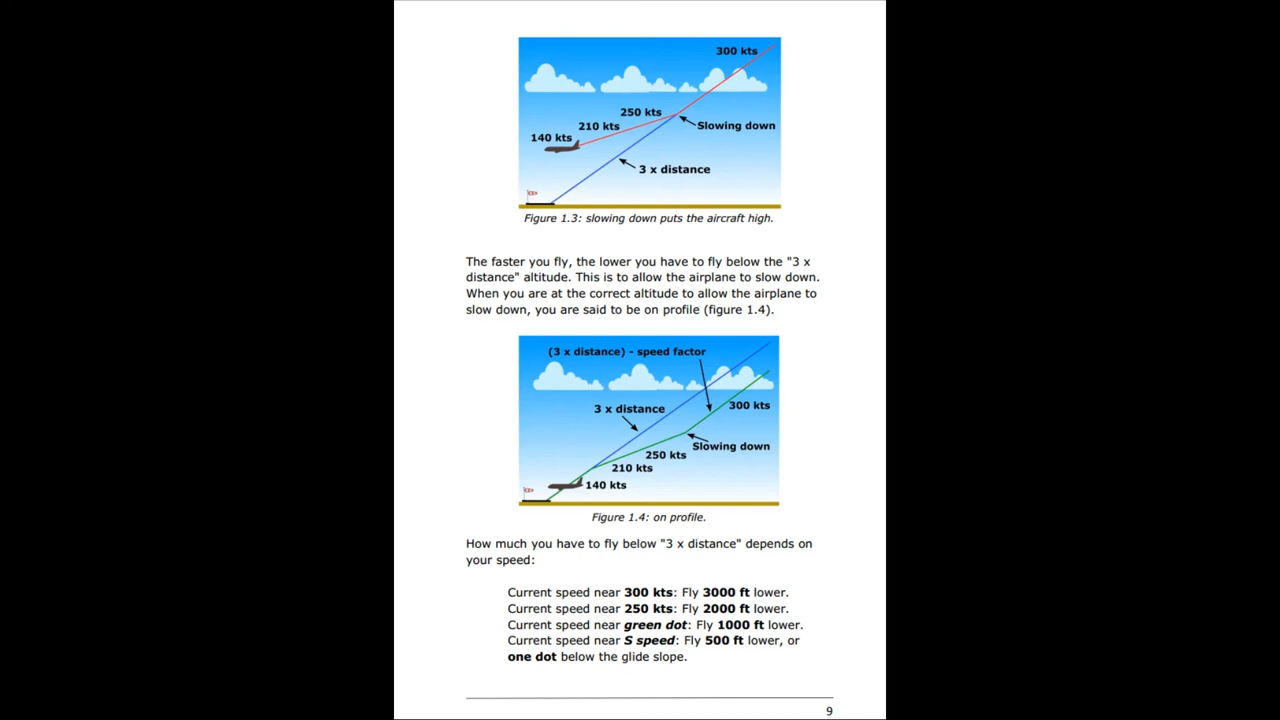 300 kts
250 kts
210 kts
140 kts
Slowing down
3 x distance
Figure 1.3: slowing down puts the aircraft high.
The faster you fly, the lower you have to fly below the "3 x
distance" altitude. This is to allow the airplane to slow down.
When you are at the correct altitude to allow the airplane to
slow down, you are said to be on profile (figure 1.4).
(3 x distance) - speed factor
3 x distance
300 kts
Slowing down
250 kts
210 kts
140 kts
Figure 1.4: on profile.
How much you have to fly below "3 x distance" depends on
your speed:
Current speed near 300 kts: Fly 3000 ft lower.
Current speed near 250 kts: Fly 2000 ft lower.
Current speed near green dot: Fly 1000 ft lower.
Current speed near S speed: Fly 500 ft lower, or
one dot below the glide slope.
9